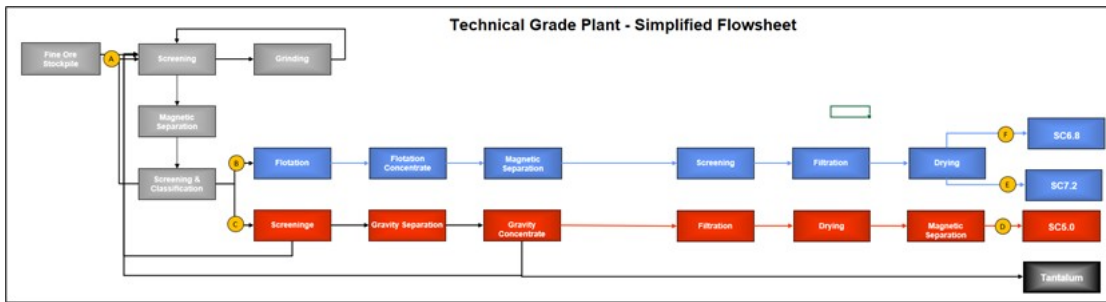 Technical Grade Plant - Simplified Flowsheet
Fine Ore
Stockpile
A
Screening
Grinding
Magnetic
Separation
Screening &
Classification
B
Flotation
Flotation
Concentrate
Magnetic
Separation
Screening
Filtration
Drying
F
SC6.8
E
SC7.2
C
Screeninge
Gravity Separation
Gravity
Concentrate
Filtration
Drying
Magnetic
Separation
D
SC5.0
Tantalum